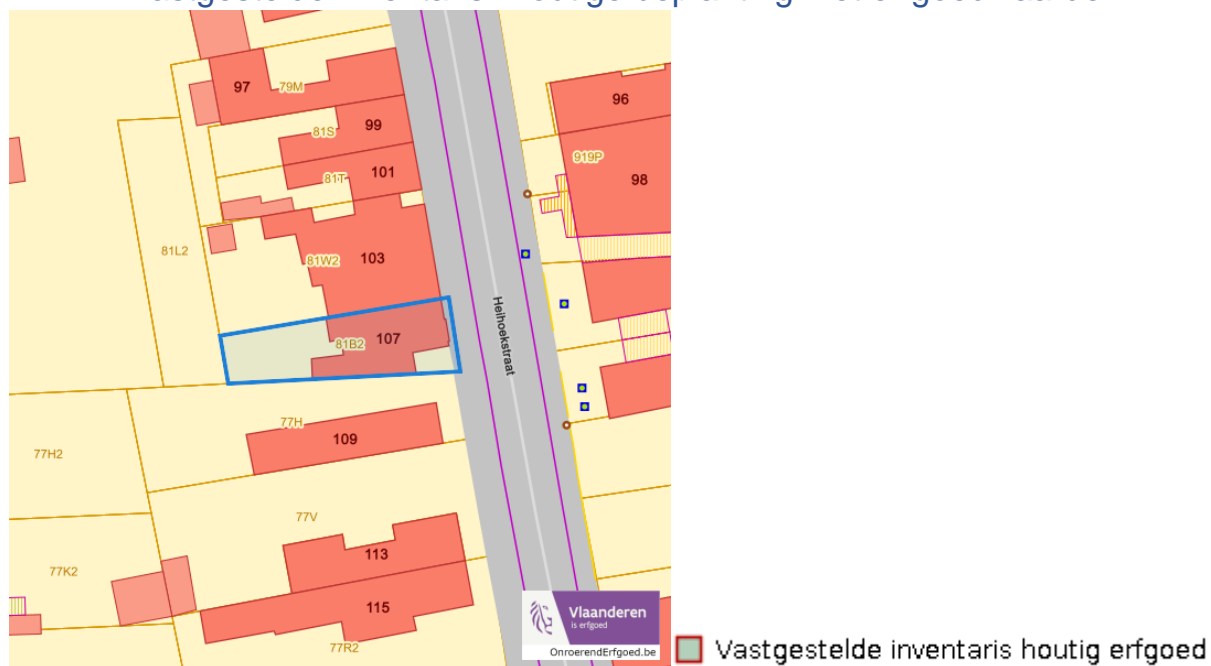 97
79M
96
99
81S
919P
101
81T
98
81L2
81W2
103
Heihoekstraat
81B2
107
77H
109
77H2
77V
77K2
113
115
77R2
Vlaanderen
is erfgoed
OnroerendErfgoed.be
Vastgestelde inventaris houtig erfgoed